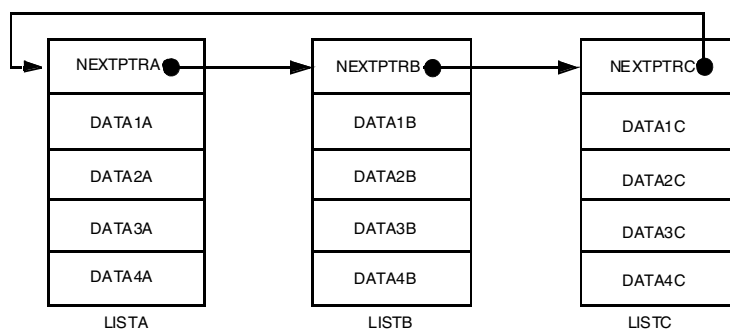 NEXTPTRA NEXTPTRB NEXTPTRC
DATA1A DATA1B DATA1C
DATA2A DATA2B DATA2C
DATA3A DATA3B DATA3C
DATA4A DATA4B DATA4C
LISTA LISTB LISTC